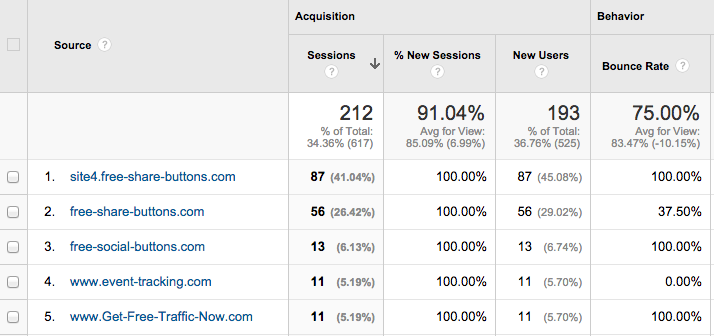 Acquisition Behavior
Source ? Sessions ? % New Sessions ? New Users ? Bounce Rate ?
212 91.04% 193 75.00%
% of Total: Avg for View: % of Total: Avg for View:
34.36% (617) 85.09% (6.99%) 36.76% (525) 83.47% (-10.15%)
1. site4.free-share-buttons.com 87 (41.04%) 100.00% 87 (45.08%) 100.00%
2. free-share-buttons.com 56 (26.42%) 100.00% 56 (29.02%) 37.50%
3. free-social-buttons.com 13 (6.13%) 100.00% 13 (6.74%) 100.00%
4. www.event-tracking.com 11 (5.19%) 100.00% 11 (5.70%) 0.00%
5. www.Get-Free-Traffic-Now.com 11 (5.19%) 100.00% 11 (5.70%) 100.00%